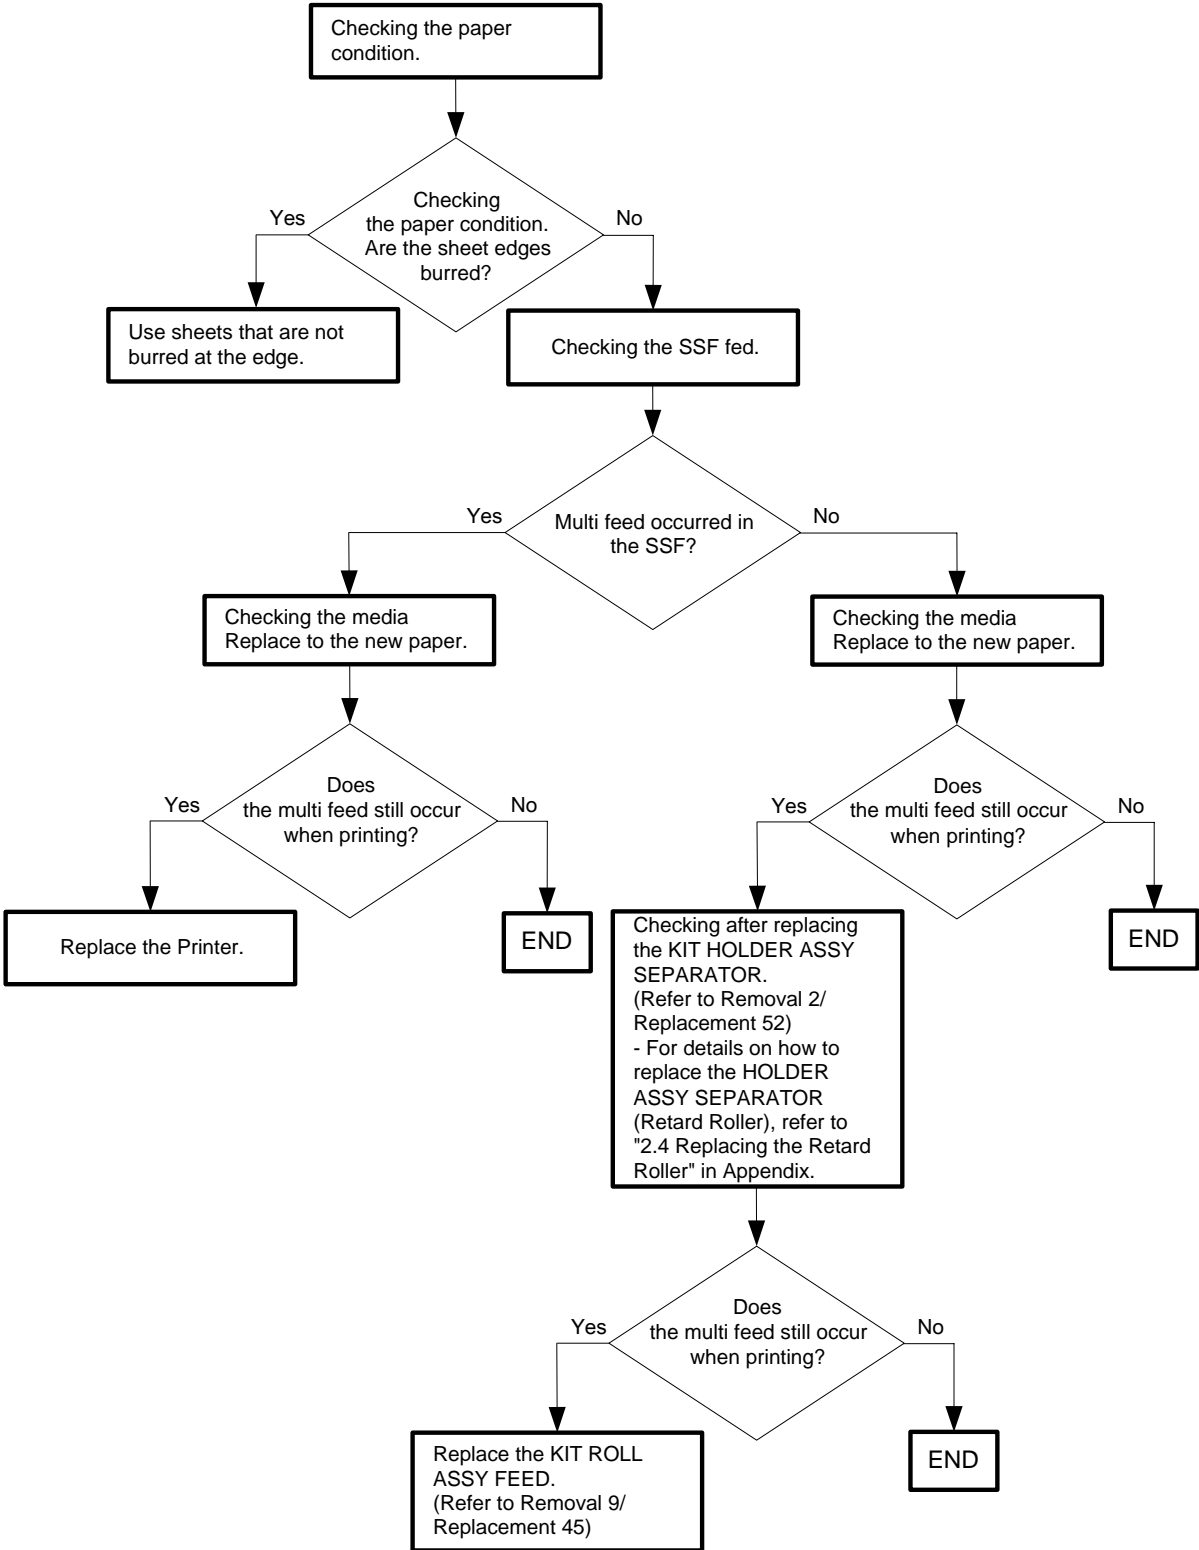 Checking the paper
condition.
Checking
the paper condition.
Are the sheet edges
burred?
Yes
No
Use sheets that are not
burred at the edge.
Checking the SSF fed.
Multi feed occurred in
the SSF?
Yes
No
Checking the media
Replace to the new paper.
Checking the media
Replace to the new paper.
Does
the multi feed still occur
when printing?
Yes
No
Does
the multi feed still occur
when printing?
Yes
No
Replace the Printer.
END
Checking after replacing
the KIT HOLDER ASSY
SEPARATOR.
(Refer to Removal 2/
Replacement 52)
- For details on how to
replace the HOLDER
ASSY SEPARATOR
(Retard Roller), refer to
"2.4 Replacing the Retard
Roller" in Appendix.
END
Does
the multi feed still occur
when printing?
Yes
No
Replace the KIT ROLL
ASSY FEED.
(Refer to Removal 9/
Replacement 45)
END